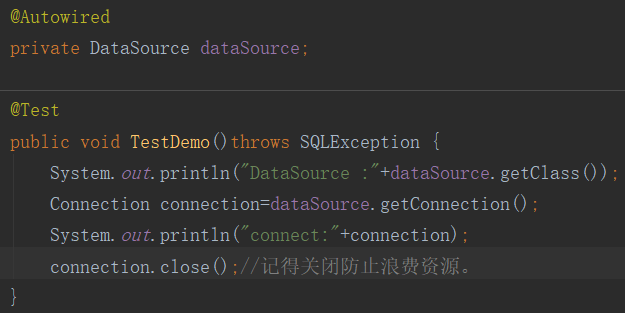 @Autowired
private DataSource dataSource;
@Test
public void TestDemo()throws SQLException {
System.out.println("DataSource :"+dataSource.getClass());
Connection connection=dataSource.getConnection();
System.out.println("connect:"+connection);
connection.close();//记得关闭防止浪费资源。
}